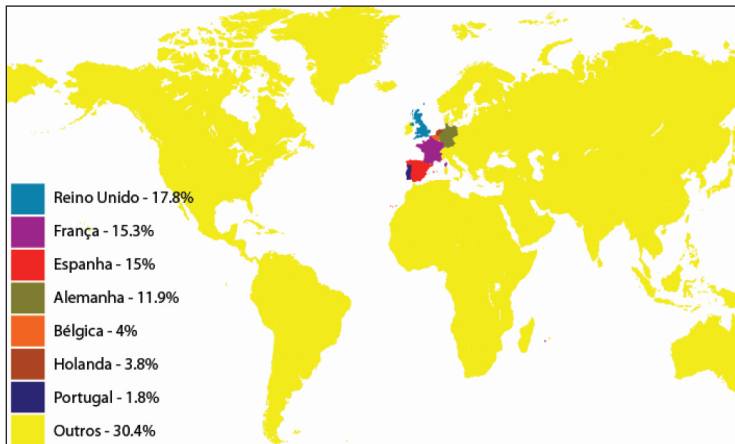 Reino Unido - 17.8%
França - 15.3%
Espanha - 15%
Alemanha - 11.9%
Bélgica - 4%
Holanda - 3.8%
Portugal - 1.8%
Outros - 30.4%